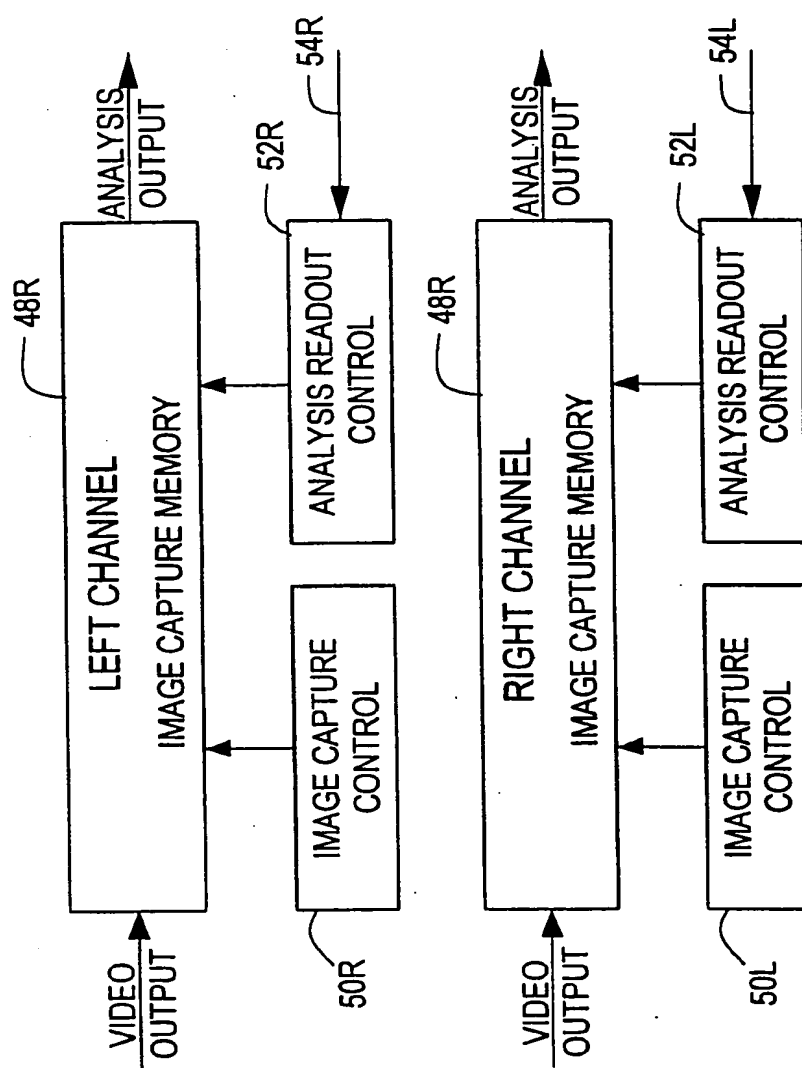 48R
LEFT CHANNEL
IMAGE CAPTURE MEMORY
VIDEO
OUTPUT
ANALYSIS
OUTPUT
50R
IMAGE CAPTURE
CONTROL
52R
ANALYSIS READOUT
CONTROL
54R
48R
RIGHT CHANNEL
IMAGE CAPTURE MEMORY
VIDEO
OUTPUT
ANALYSIS
OUTPUT
50L
IMAGE CAPTURE
CONTROL
52L
ANALYSIS READOUT
CONTROL
54L